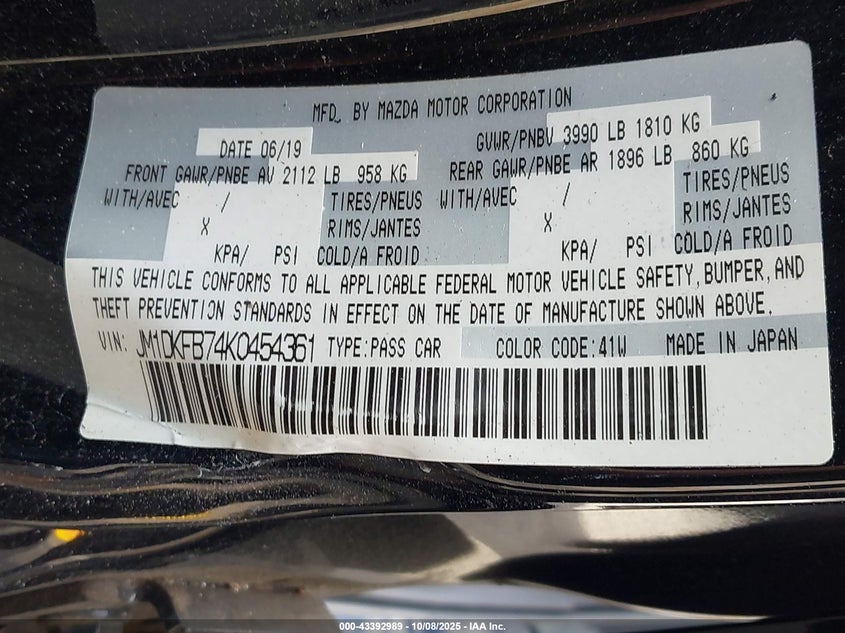 MFD. BY MAZDA MOTOR CORPORATION
DATE 06/19 GVWR/PNBV 3990 LB 1810 KG
FRONT GAWR/PNBE AV 2112 LB 958 KG REAR GAWR/PNBE AR 1896 LB 860 KG
WITH/AVEC / TIRES/PNEUS WITH/AVEC / TIRES/PNEUS
X RIMS/JANTES X RIMS/JANTES
KPA/ PSI COLD/A FROID KPA/ PSI COLD/A FROID
THIS VEHICLE CONFORMS TO ALL APPLICABLE FEDERAL MOTOR VEHICLE SAFETY, BUMPER, AND
THEFT PREVENTION STANDARDS IN EFFECT ON THE DATE OF MANUFACTURE SHOWN ABOVE.
VIN: JM1DKFB74K0454361 TYPE:PASS CAR COLOR CODE:41W MADE IN JAPAN
000-43392989 - 10/08/2025 - IAA Inc.